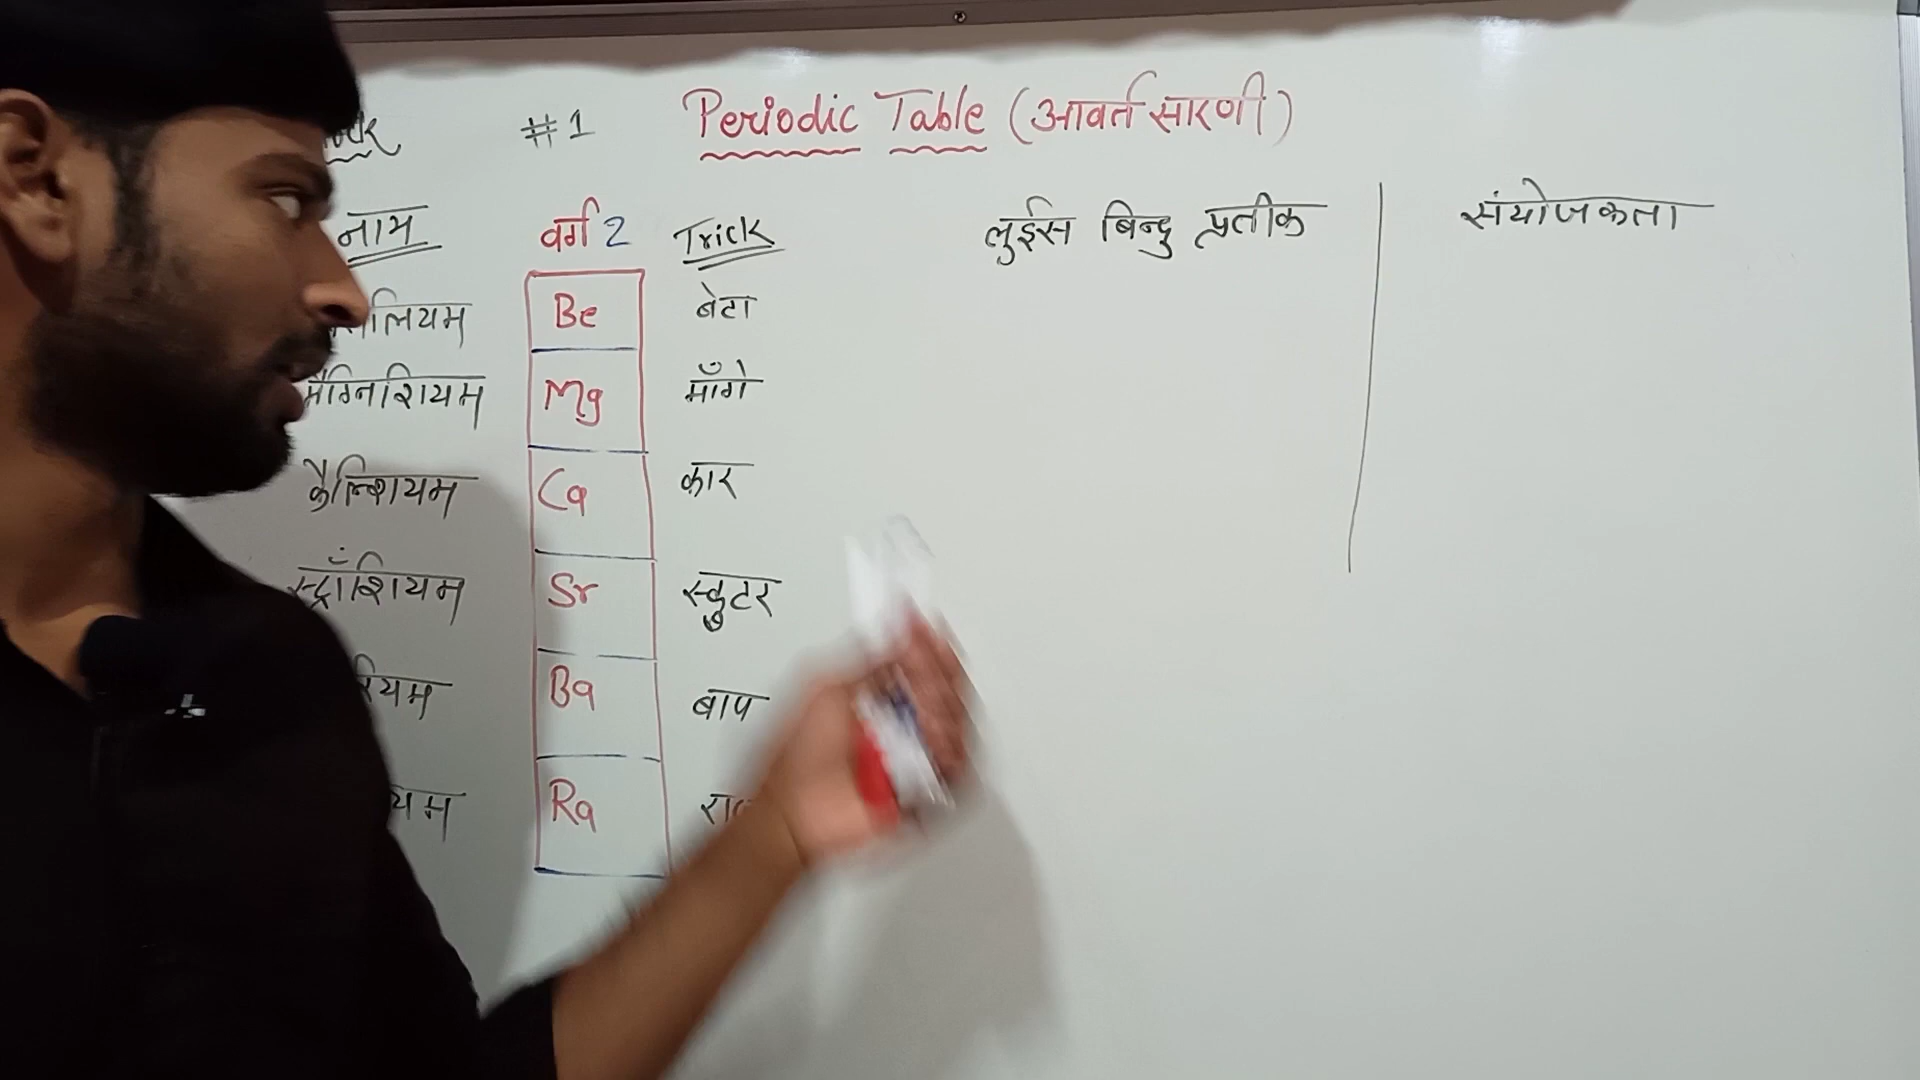 #1 Periodic Table (आवर्त सारणी)
नाम वर्ग 2 Trick लुईस बिन्दु प्रतीक संयोजकता
Be बेटा
मैग्निशियम Mg माँगे
कैल्शियम Ca कार
स्ट्राँशियम Sr स्कुटर
Ba बाप
Ra